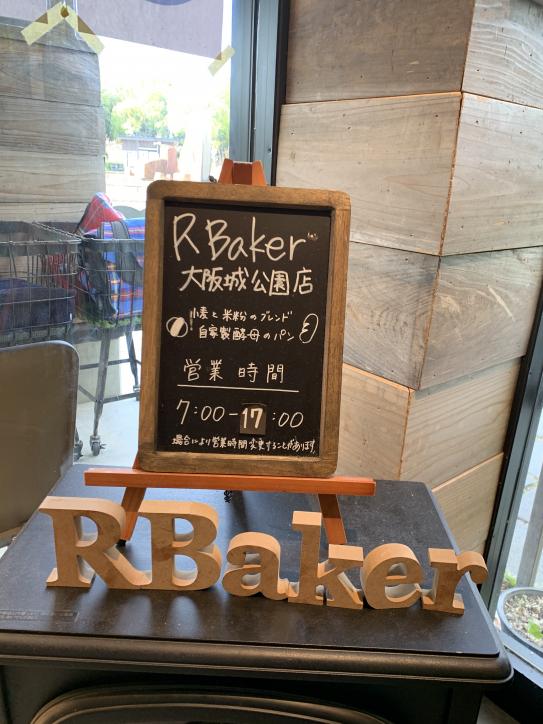 R Baker
大阪城公園店
小麦と米粉のブレンド
自家製酵母のパン
営業時間
7:00-17:00
場合により営業時間変更することがあります
RBaker